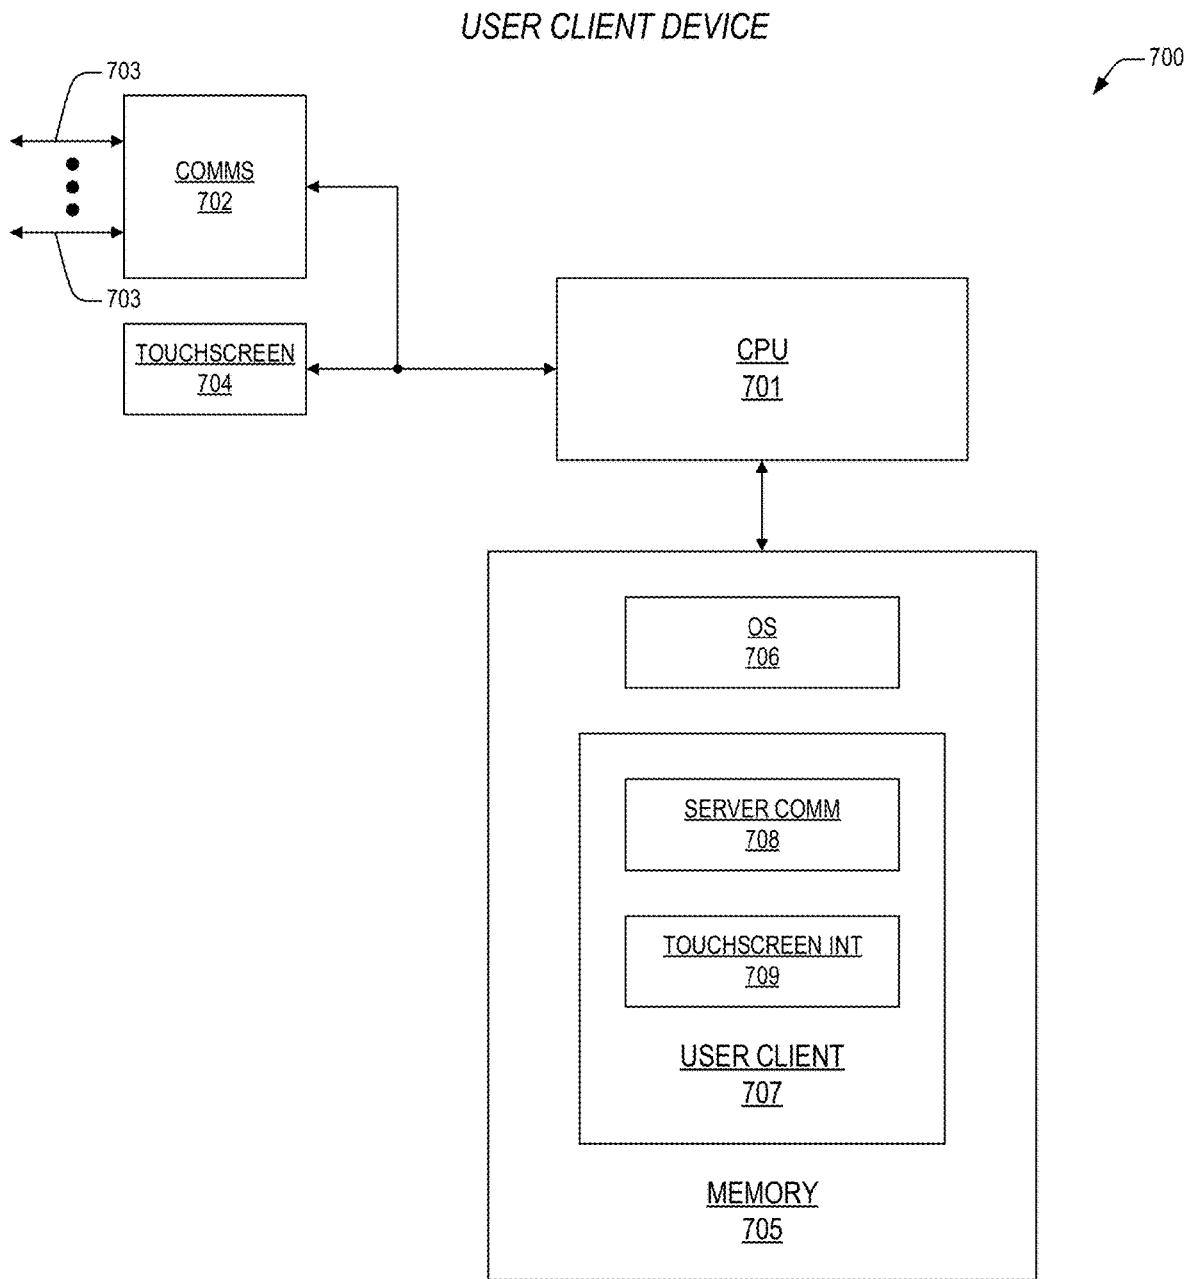 USER CLIENT DEVICE
700
703
COMMS
702
703
TOUCHSCREEN
704
CPU
701
OS
706
SERVER COMM
708
TOUCHSCREEN INT
709
USER CLIENT
707
MEMORY
705